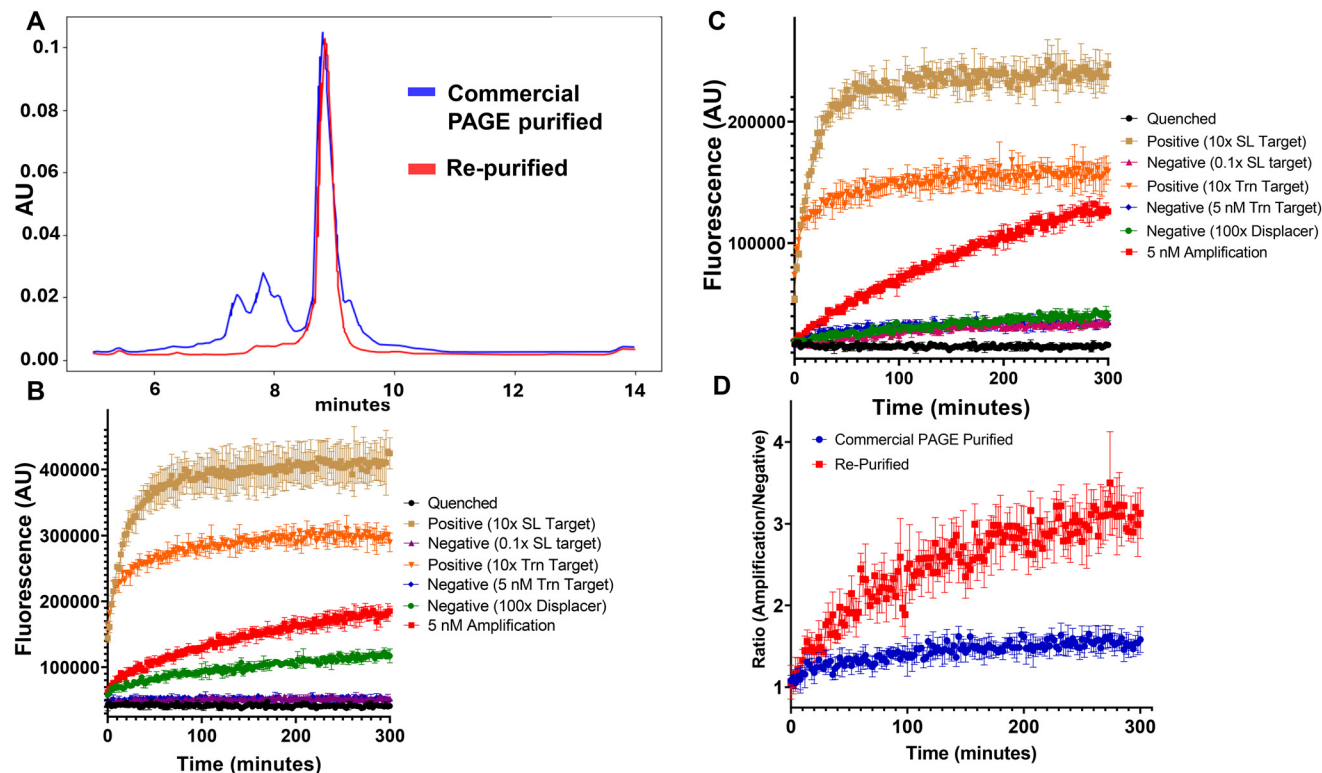 A
0.1
0.08
0.06
0.04
0.02
0.00
AU
Commercial
PAGE purified
Re-purified
6
8
10
12
14
minutes
B
Fluorescence (AU)
400000
300000
200000
100000
0
100
200
300
Time (minutes)
Quenched
Positive (10x SL Target)
Negative (0.1x SL target)
Positive (10x Trn Target)
Negative (5 nM Trn Target)
Negative (100x Displacer)
5 nM Amplification
C
Fluorescence (AU)
200000
100000
0
100
200
300
Time (minutes)
Quenched
Positive (10x SL Target)
Negative (0.1x SL target)
Positive (10x Trn Target)
Negative (5 nM Trn Target)
Negative (100x Displacer)
5 nM Amplification
D
Ratio (Amplification/Negative)
4
3
2
1
Commercial PAGE Purified
Re-Purified
0
100
200
300
Time (minutes)